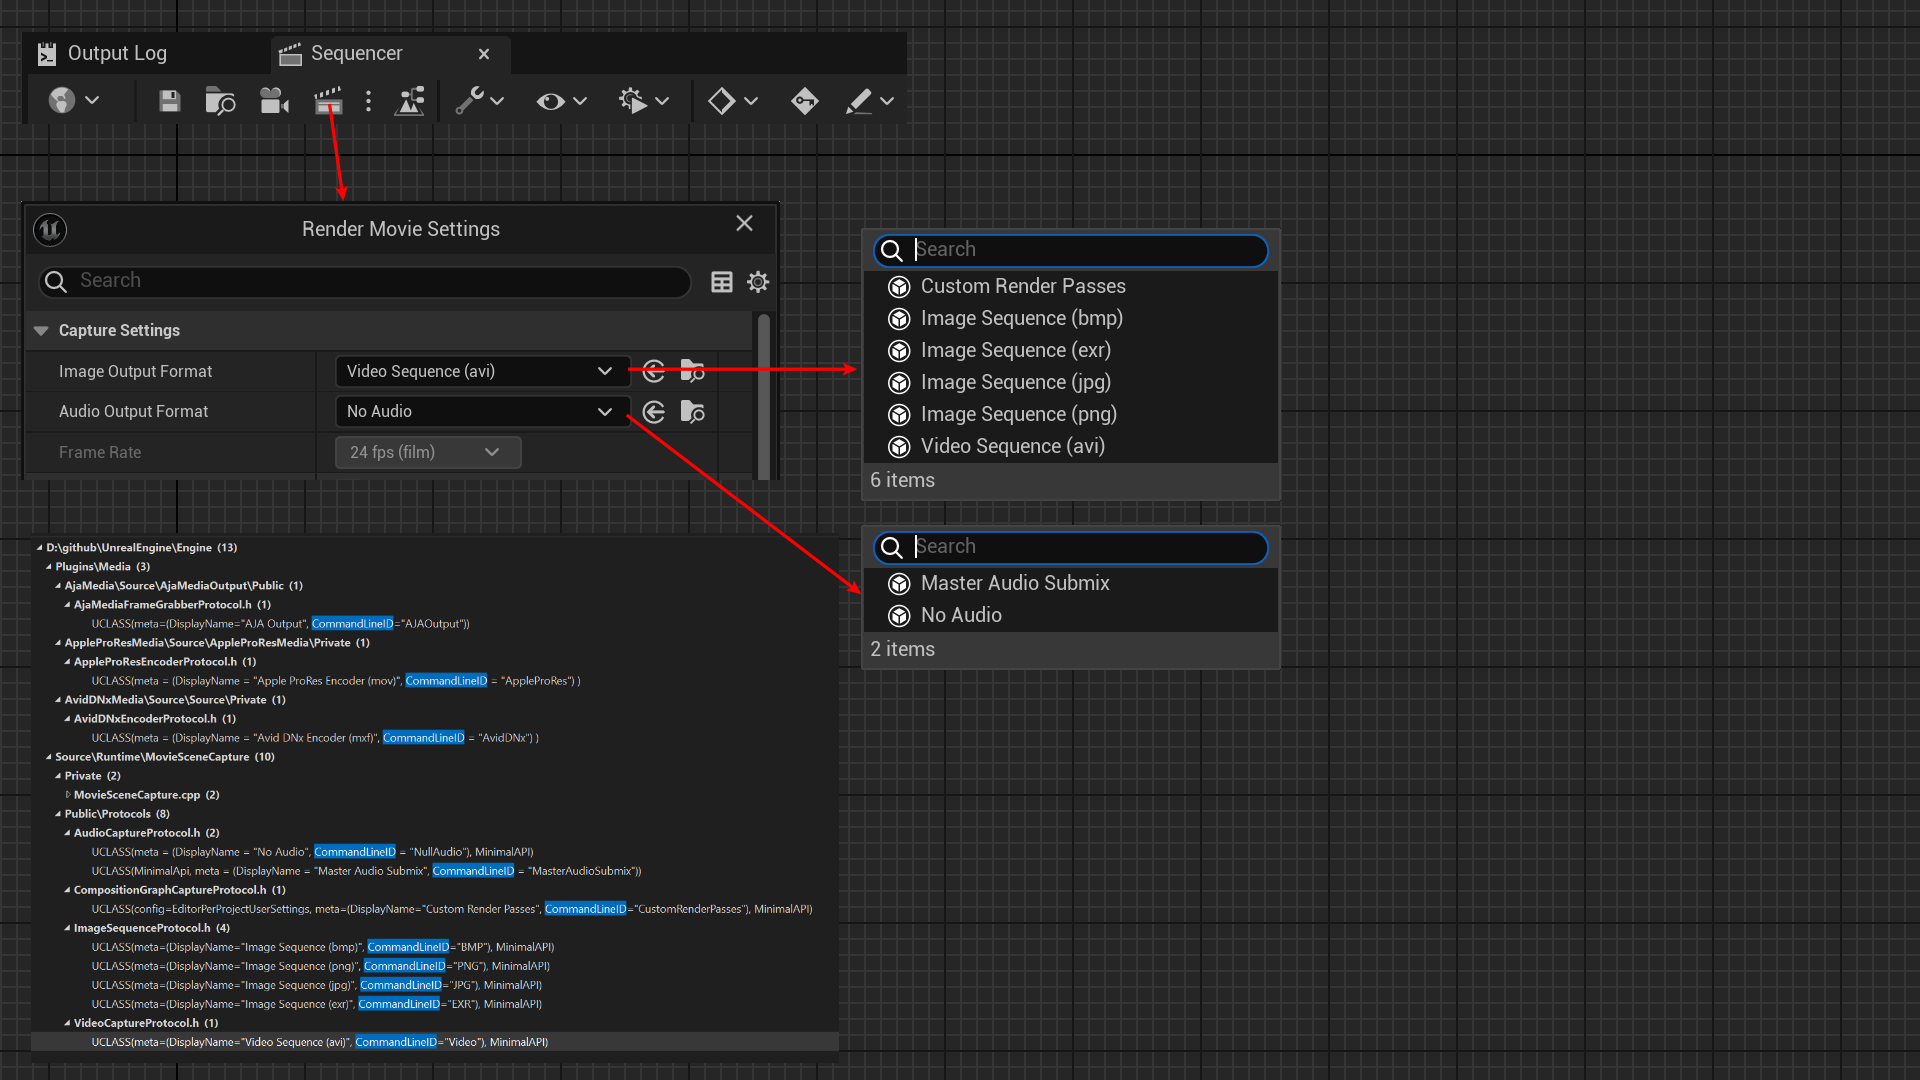 Output Log
Sequencer
Render Movie Settings
Search
Capture Settings
Image Output Format
Video Sequence (avi)
Audio Output Format
No Audio
Frame Rate
24 fps (film)
Search
Custom Render Passes
Image Sequence (bmp)
Image Sequence (exr)
Image Sequence (jpg)
Image Sequence (png)
Video Sequence (avi)
6 items
Search
Master Audio Submix
No Audio
2 items
D:\github\UnrealEngine\Engine (13)
Plugins\Media (3)
AjaMedia\Source\AjaMediaOutput\Public (1)
AjaMediaFrameGrabberProtocol.h (1)
UCLASS(meta=(DisplayName="AJA Output", CommandLineID="AJAOutput"))
AppleProResMedia\Source\AppleProResMedia\Private (1)
AppleProResEncoderProtocol.h (1)
UCLASS(meta = (DisplayName = "Apple ProRes Encoder (mov)", CommandLineID = "AppleProRes") )
AvidDNxMedia\Source\Source\Private (1)
AvidDNxEncoderProtocol.h (1)
UCLASS(meta = (DisplayName = "Avid DNx Encoder (mxf)", CommandLineID = "AvidDNx") )
Source\Runtime\MovieSceneCapture (10)
Private (2)
MovieSceneCapture.cpp (2)
Public\Protocols (8)
AudioCaptureProtocol.h (2)
UCLASS(meta = (DisplayName = "No Audio", CommandLineID = "NullAudio"), MinimalAPI)
UCLASS(MinimalApi, meta = (DisplayName = "Master Audio Submix", CommandLineID = "MasterAudioSubmix"))
CompositionGraphCaptureProtocol.h (1)
UCLASS(config=EditorPerProjectUserSettings, meta=(DisplayName="Custom Render Passes", CommandLineID="CustomRenderPasses"), MinimalAPI)
ImageSequenceProtocol.h (4)
UCLASS(meta=(DisplayName="Image Sequence (bmp)", CommandLineID="BMP"), MinimalAPI)
UCLASS(meta=(DisplayName="Image Sequence (png)", CommandLineID="PNG"), MinimalAPI)
UCLASS(meta=(DisplayName="Image Sequence (jpg)", CommandLineID="JPG"), MinimalAPI)
UCLASS(meta=(DisplayName="Image Sequence (exr)", CommandLineID="EXR"), MinimalAPI)
VideoCaptureProtocol.h (1)
UCLASS(meta=(DisplayName="Video Sequence (avi)", CommandLineID="Video"), MinimalAPI)